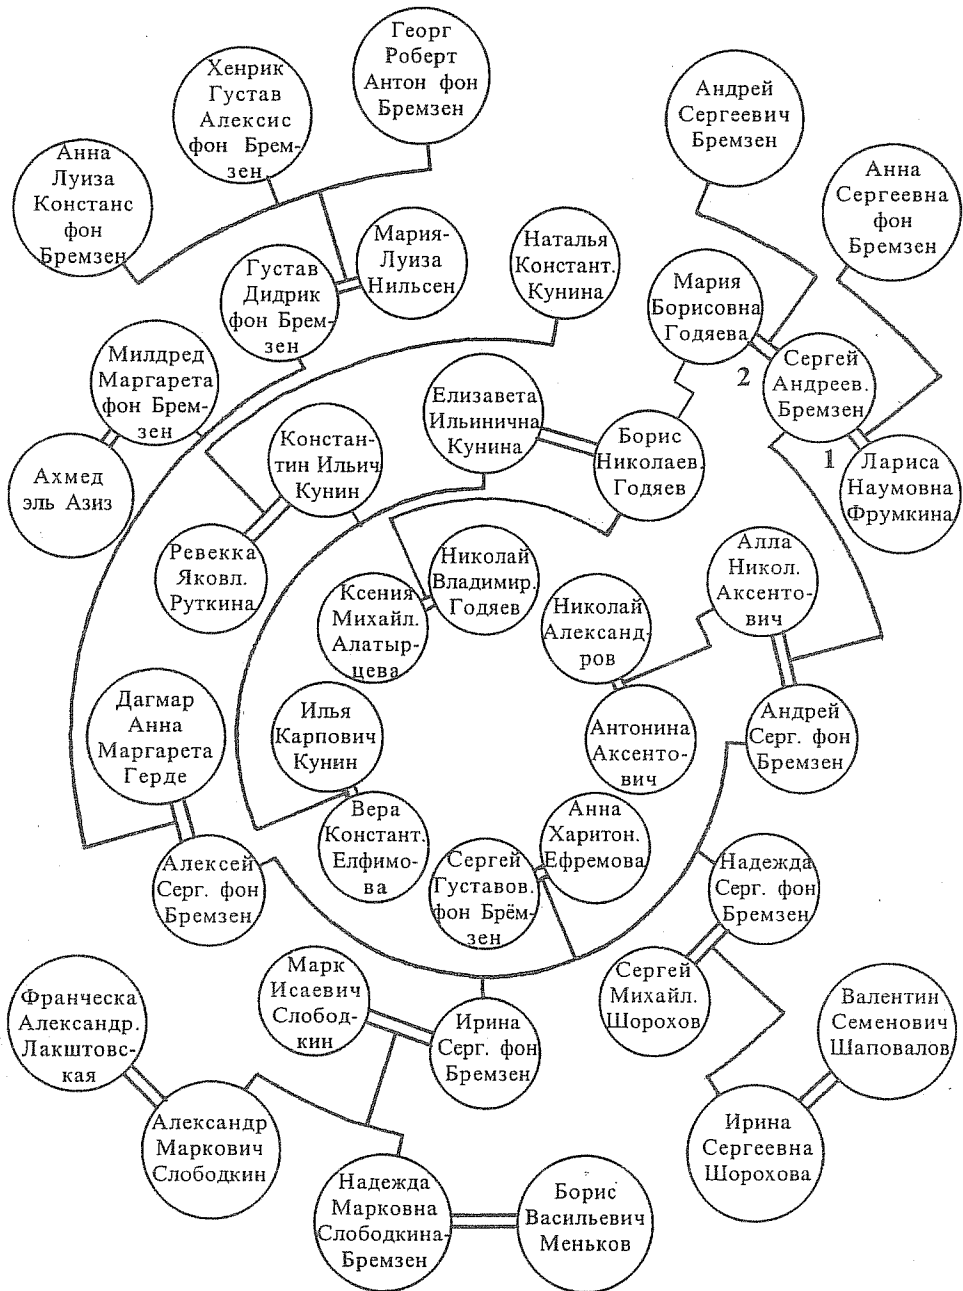 Георг
Роберт
Антон фон
Бремзен
Хенрик
Густав
Алексис
фон Брем-
зен
Андрей
Сергеевич
Бремзен
Анна
Луиза
Констанс
фон
Бремзен
Анна
Сергеевна
фон
Бремзен
Мария-
Луиза
Нильсен
Наталья
Констант.
Кунина
Густав
Дидрик
фон Брем-
зен
Мария
Борисовна
Годяева
2
Сергей
Андреев.
Бремзен
1
Милдред
Маргарета
фон Брем-
зен
Елизавета
Ильинична
Кунина
Констан-
тин Ильич
Кунин
Борис
Николаев.
Годяев
Лариса
Наумовна
Фрумкина
Ахмед
эль Азиз
Ревекка
Яковл.
Руткина
Николай
Владимир.
Годяев
Алла
Никол.
Аксенто-
вич
Ксения
Михайл.
Алатыр-
цева
Николай
Александ-
ров
Дагмар
Анна
Маргарета
Герде
Илья
Карпович
Кунин
Антонина
Аксенто-
вич
Андрей
Серг. фон
Бремзен
Вера
Констант.
Елфимо-
ва
Анна
Харитон.
Ефремова
Алексей
Серг. фон
Бремзен
Сергей
Густавов.
фон Брём-
зен
Надежда
Серг. фон
Бремзен
Марк
Исаевич
Слобод-
кин
Сергей
Михайл.
Шорохов
Франческа
Александр.
Лакштовс-
кая
Ирина
Серг. фон
Бремзен
Валентин
Семенович
Шаповалов
Александр
Маркович
Слободкин
Ирина
Сергеевна
Шорохова
Надежда
Марковна
Слободкина-
Бремзен
Борис
Васильевич
Меньков